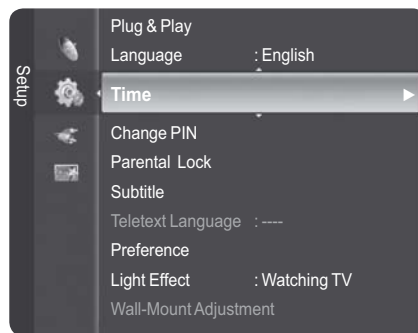 Setup
Plug & Play
Language : English
Time
Change PIN
Parental Lock
Subtitle
Teletext Language : ----
Preference
Light Effect : Watching TV
Wall-Mount Adjustment